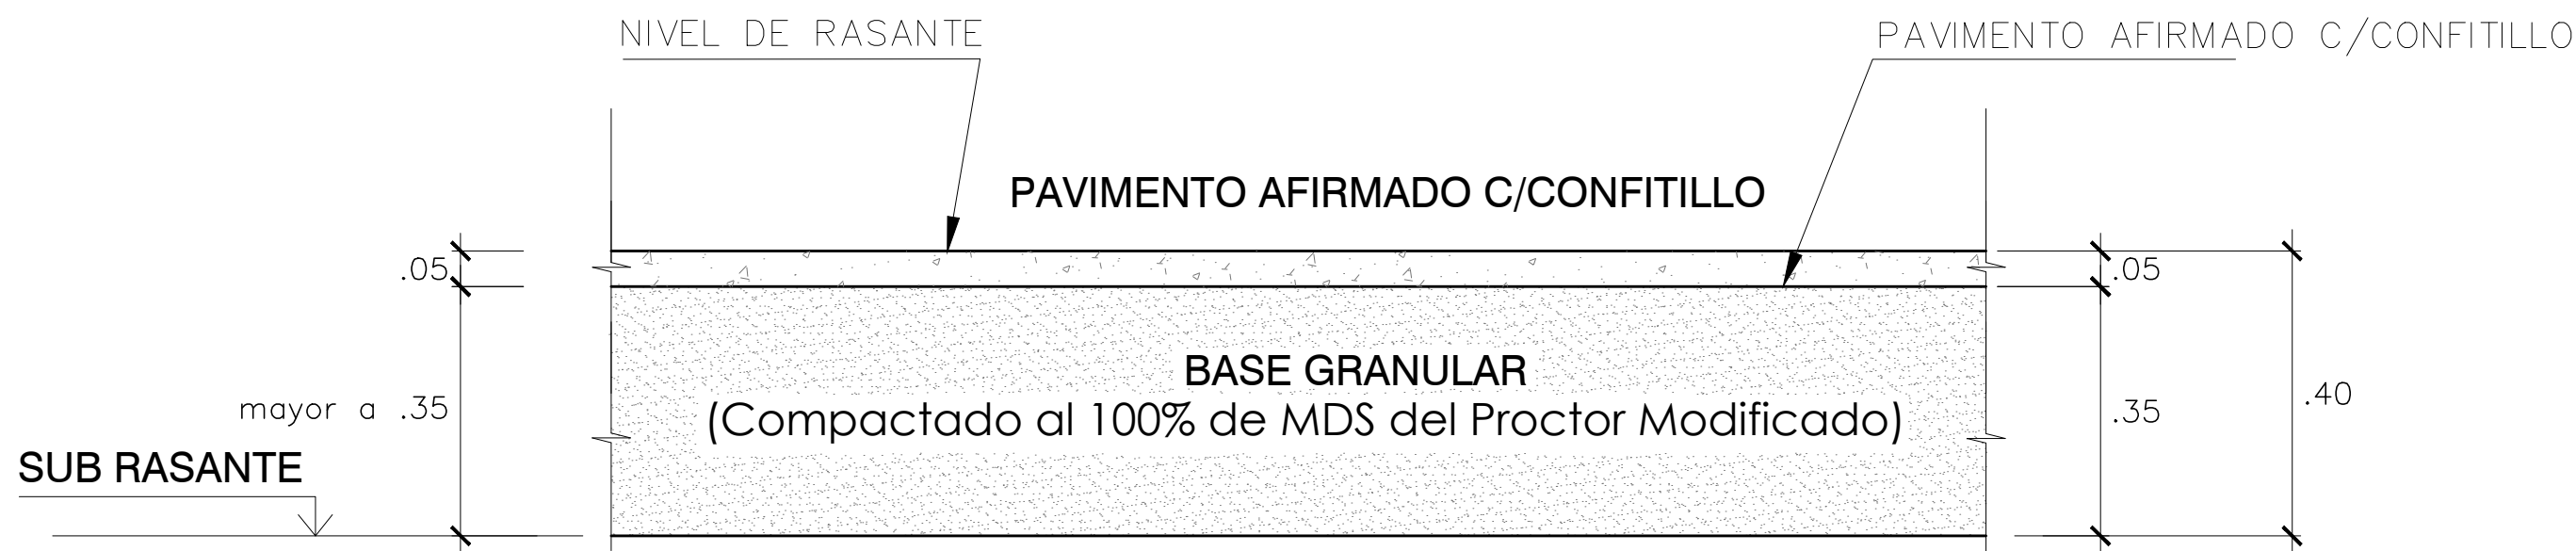 NIVEL DE RASANTE
PAVIMENTO AFIRMADO C/CONFITILLO
PAVIMENTO AFIRMADO C/CONFITILLO
.05
.05
BASE GRANULAR
(Compactado al 100% de MDS del Proctor Modificado)
mayor a .35
.35
.40
SUB RASANTE